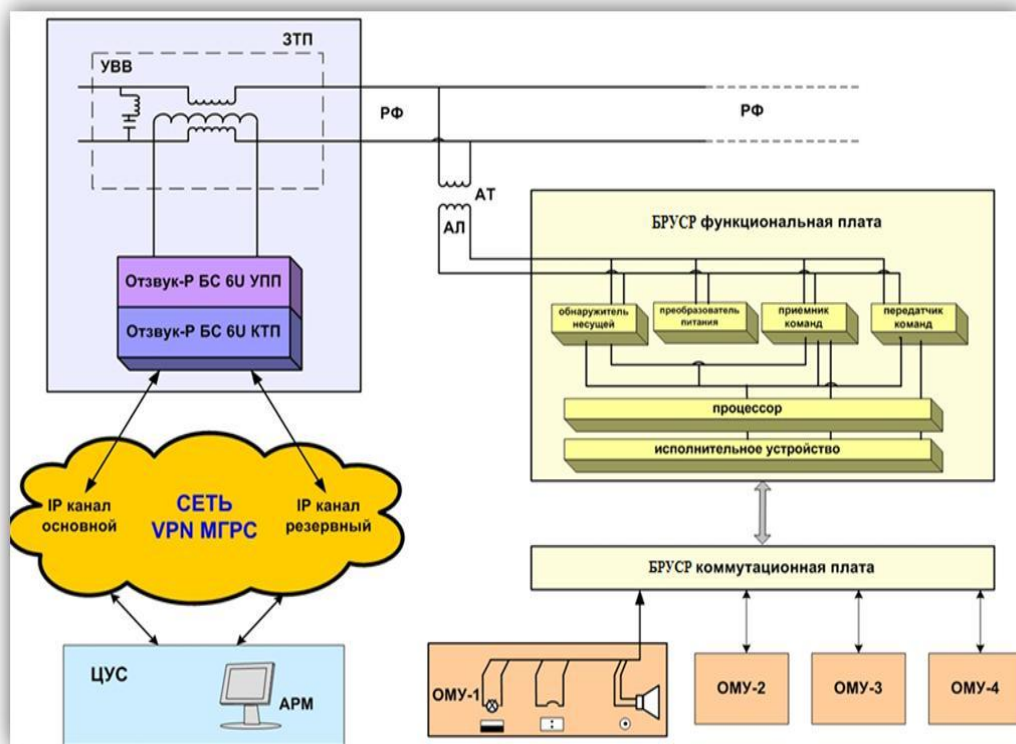 ЗТП
УВВ
РФ
РФ
АТ
АЛ
Отзвук-Р БС 6U УПП
Отзвук-Р БС 6U КТП
БРУСР функциональная плата
обнаружитель
несущей
преобразователь
питания
приемник
команд
передатчик
команд
процессор
исполнительное устройство
IP канал
основной
СЕТЬ
VPN МГРС
IP канал
резервный
БРУСР коммутационная плата
ЦУС
АРМ
ОМУ-1
ОМУ-2
ОМУ-3
ОМУ-4